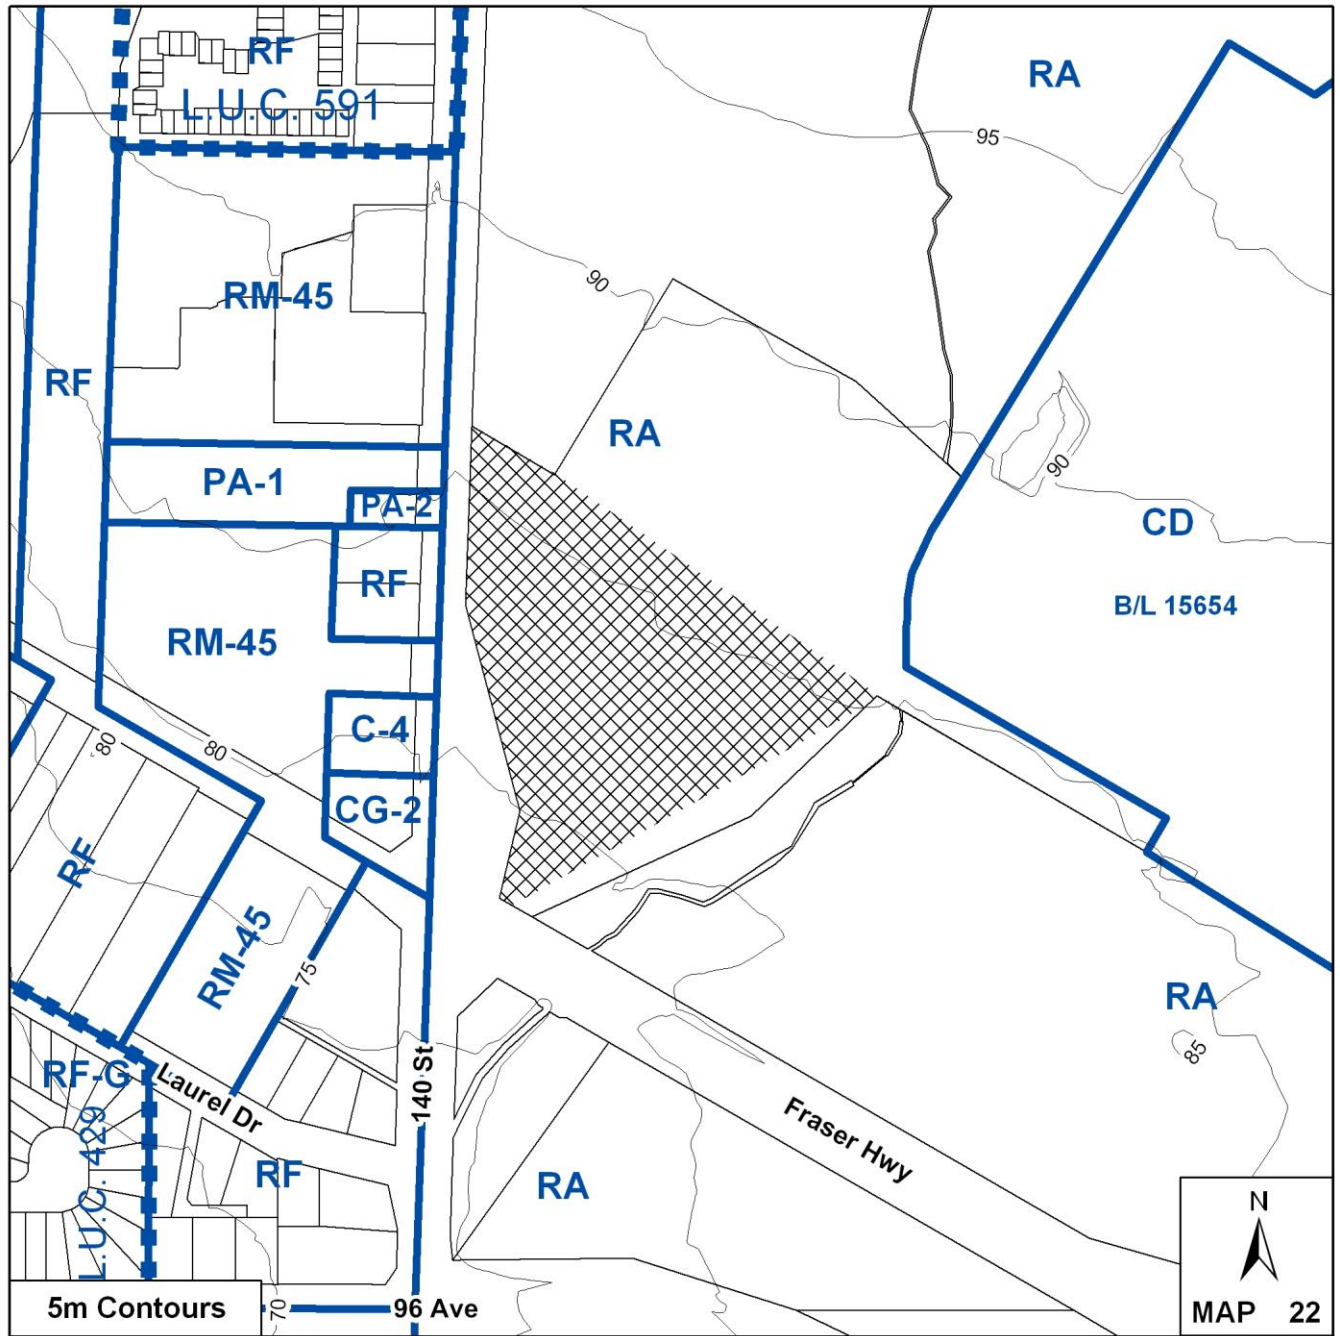 RF
L.U.C. 591
RA
95
RM-45
90
RF
RA
PA-1
90
PA-2
CD
RF
B/L 15654
RM-45
C-4
80
80
CG-2
RF
RM-45
75
RA
85
140 St
RF-G
Laurel Dr
L.U.C. 429
Fraser Hwy
RF
RA
N
5m Contours
70
96 Ave
MAP 22